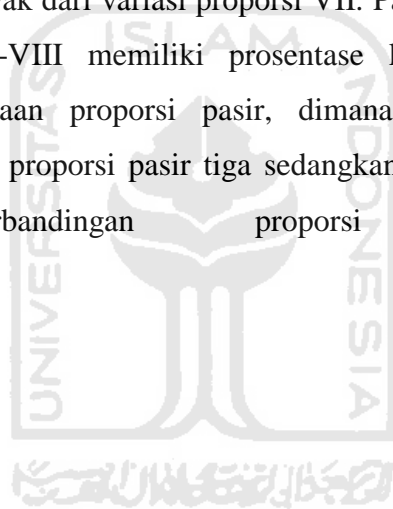 ak dari variasi proporsi VII. Pa
-VIII memiliki prosentase
aan proporsi pasir, dimana
proporsi pasir tiga sedangkan
rbandingan proporsi
ISLAM
UNIVERSITAS
INDONESIA